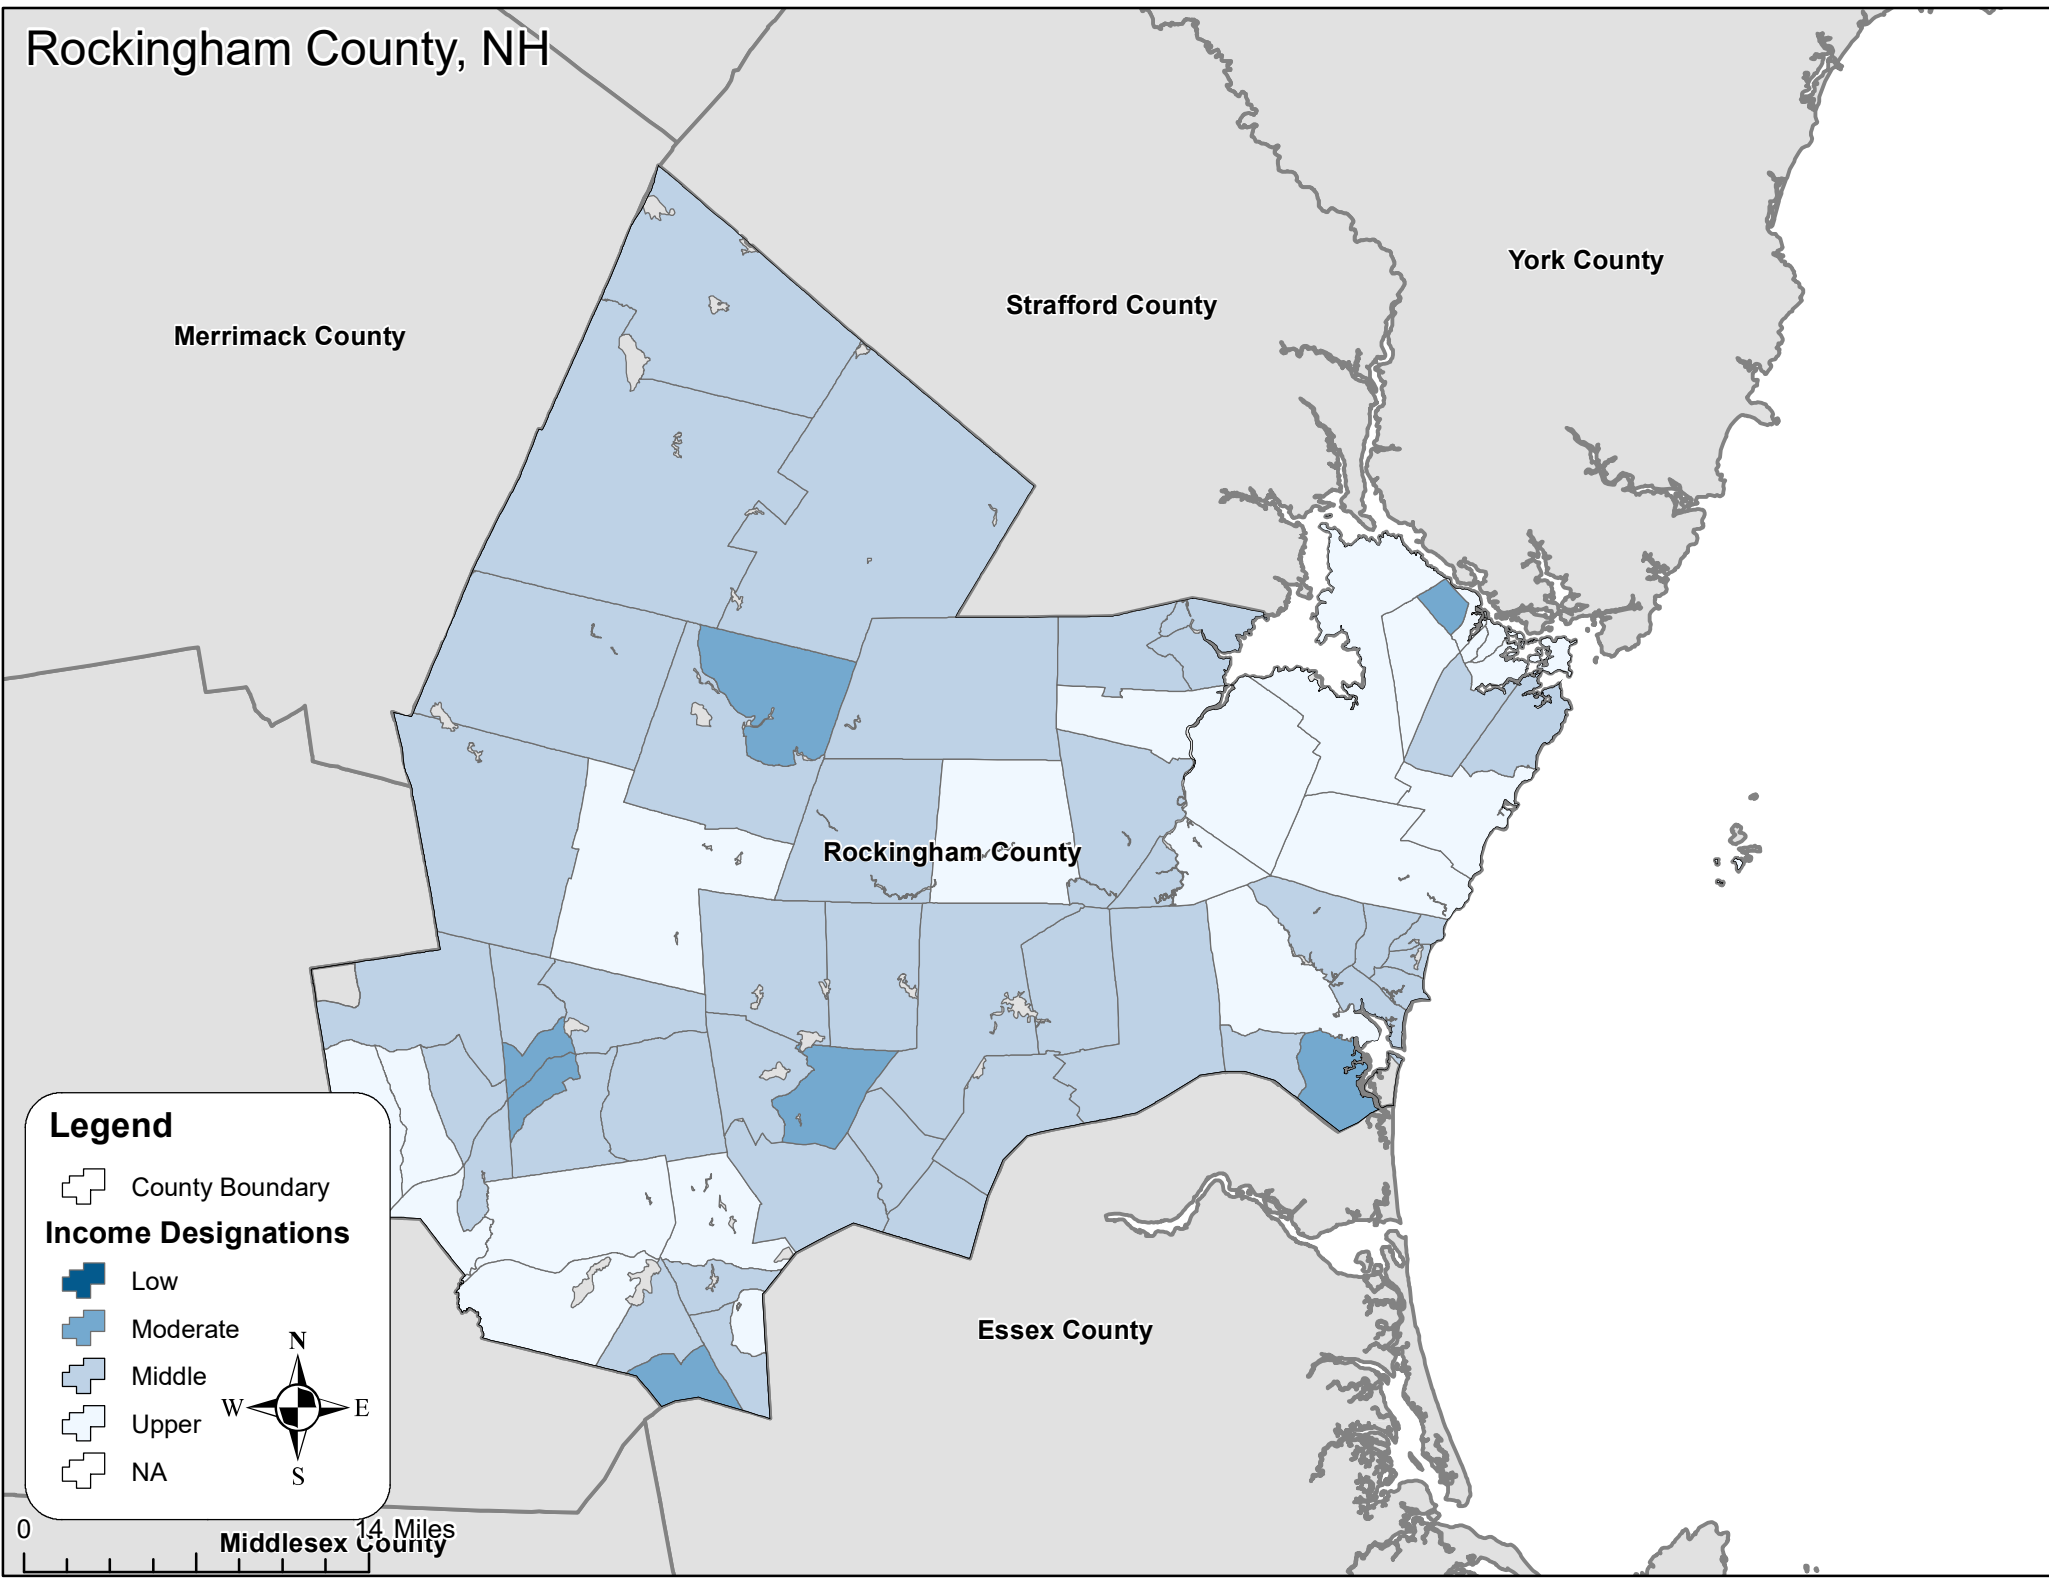 Rockingham County, NH
York County
Strafford County
Merrimack County
Rockingham County
Legend
County Boundary
Income Designations
Low
Moderate
Middle
Upper
NA
N
W
E
S
Essex County
0
14 Miles
Middlesex County